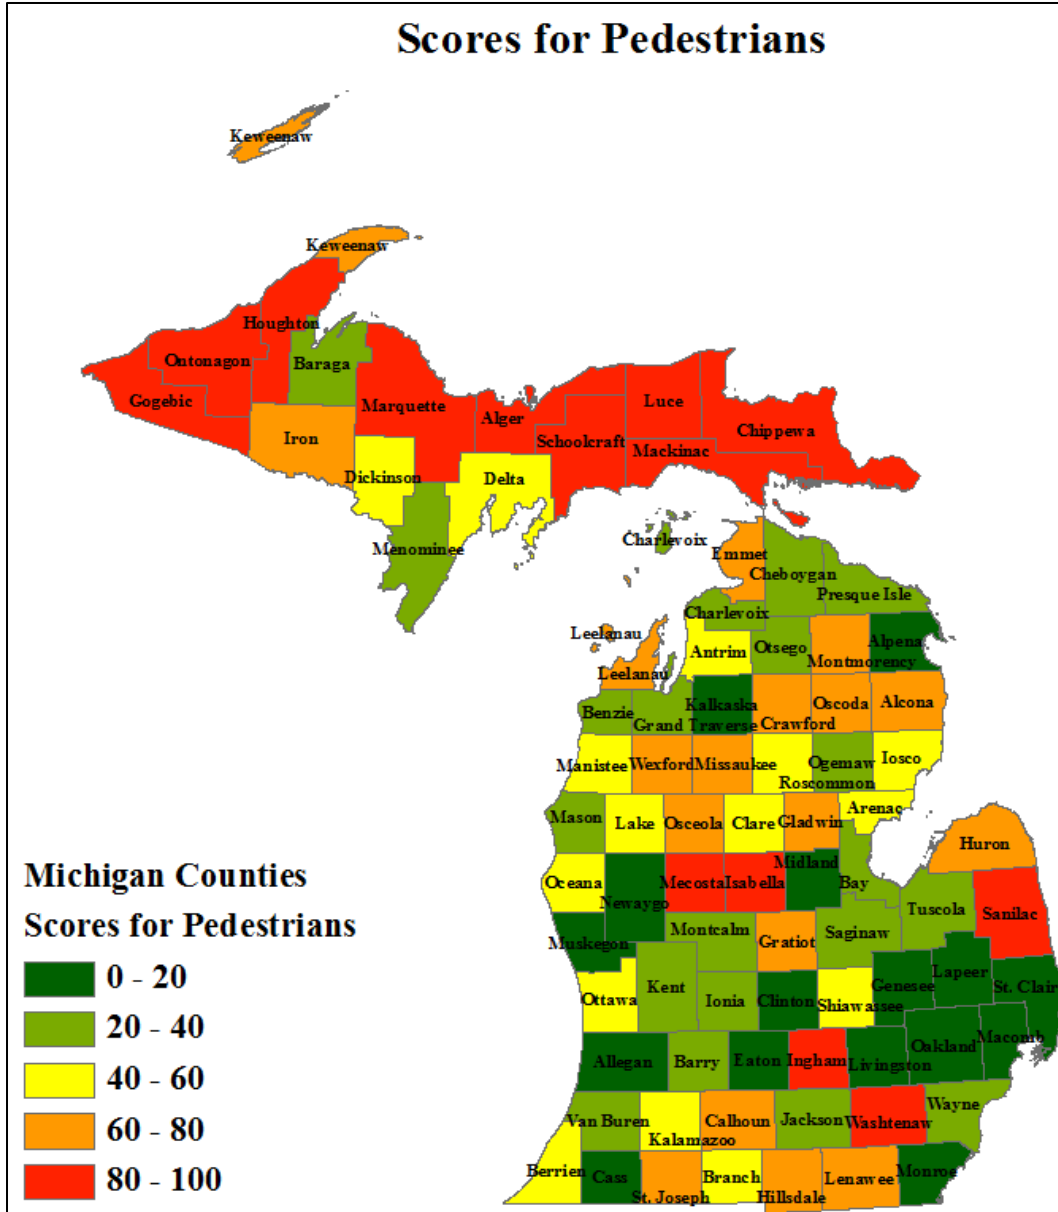 Scores for Pedestrians
Keweenaw
Keweenaw
Houghton
Ontonagon
Baraga
Gogebic
Marquette
Alger
Luce
Chippewa
Iron
Schoolcraft
Mackinac
Dickinson
Delta
Menominee
Charlevoix
Emmet
Cheboygan
Presque Isle
Charlevoix
Leelanau
Antrim
Otsego
Alpena
Montmorency
Leelanau
Benzie
Grand Traverse
Kalkaska
Crawford
Oscoda
Alcona
Manistee
Wexford
Missaukee
Roscommon
Ogemaw
Iosco
Mason
Lake
Osceola
Clare
Gladwin
Arenac
Huron
Oceana
Newaygo
Mecosta
Isabella
Midland
Bay
Tuscola
Sanilac
Muskegon
Montcalm
Gratiot
Saginaw
Lapeer
Ottawa
Kent
Ionia
Clinton
Shiawassee
Genesee
St. Clair
Allegan
Barry
Eaton
Ingham
Livingston
Oakland
Macomb
Van Buren
Kalamazoo
Calhoun
Jackson
Washtenaw
Wayne
Berrien
Cass
St. Joseph
Branch
Hillsdale
Lenawee
Monroe
Michigan Counties
Scores for Pedestrians
0 - 20
20 - 40
40 - 60
60 - 80
80 - 100